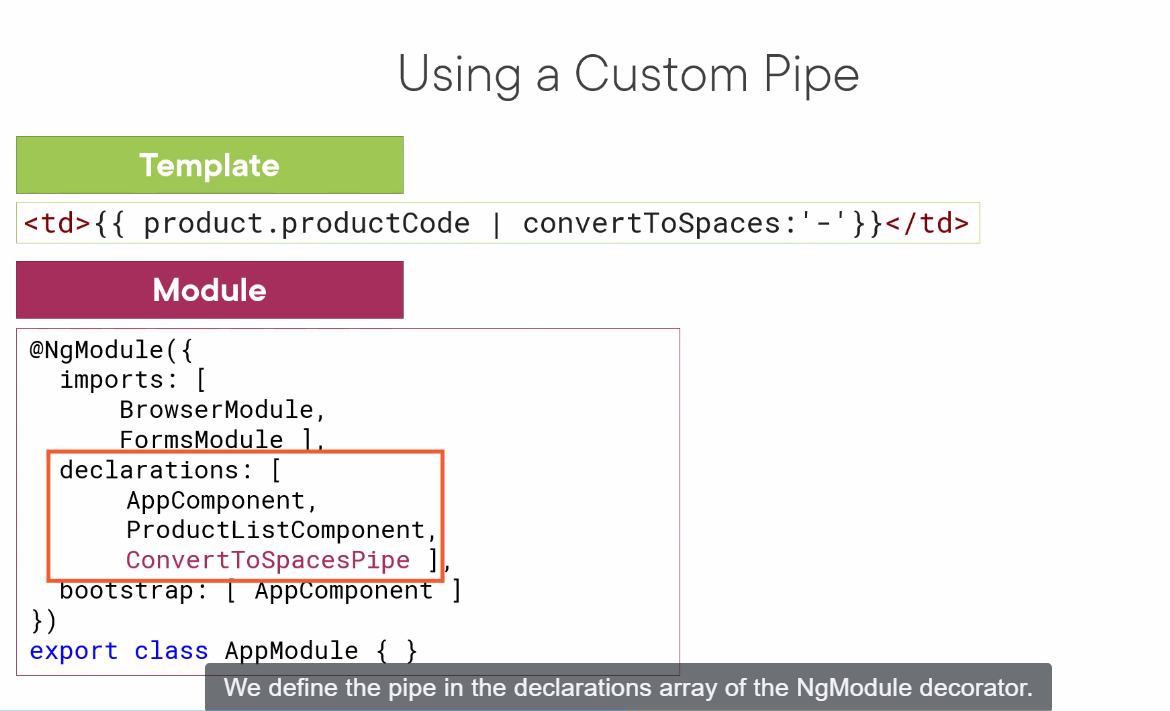 Using a Custom Pipe
Template
<td>{{ product.productCode | convertToSpaces:'-'}}</td>
Module
@NgModule({
imports: [
BrowserModule,
FormsModule ],
declarations: [
AppComponent,
ProductListComponent,
ConvertToSpacesPipe ],
bootstrap: [ AppComponent ]
})
export class AppModule { }
We define the pipe in the declarations array of the NgModule decorator.